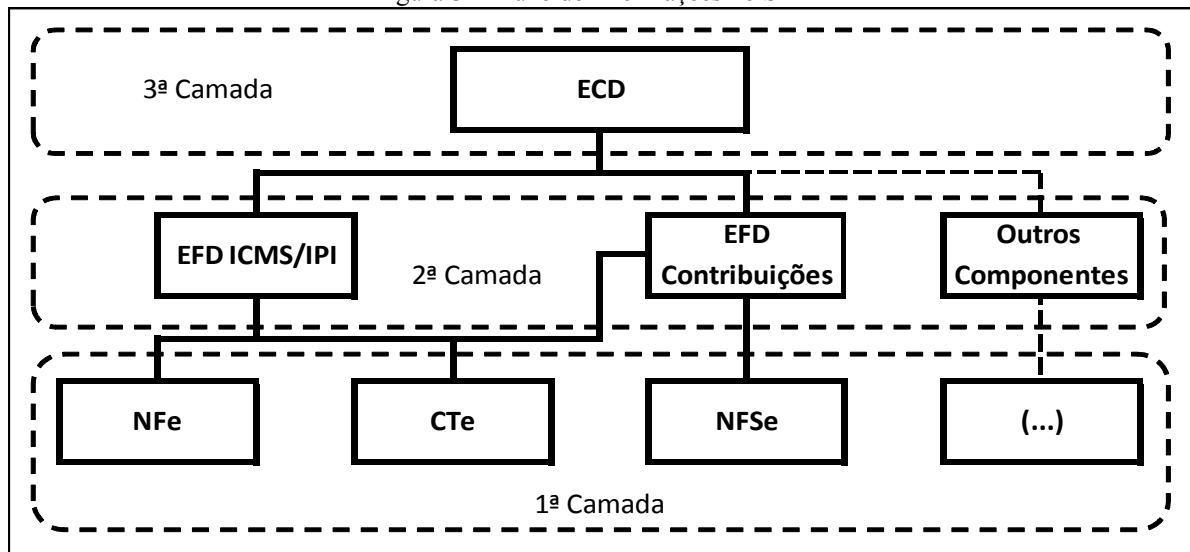 3ª Camada
ECD
EFD ICMS/IPI
2ª Camada
EFD
Contribuições
Outros
Componentes
NFe
CTe
NFSe
(...)
1ª Camada